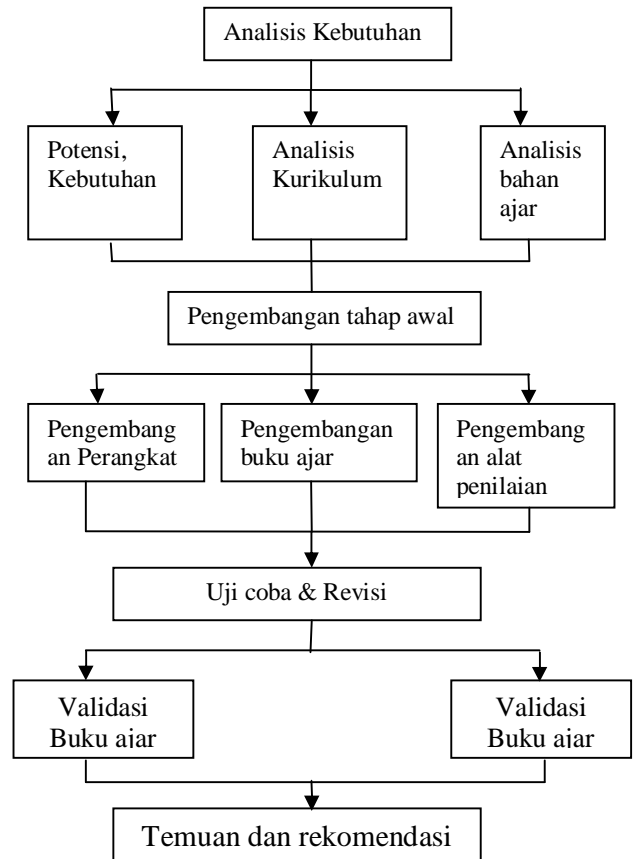 Analisis Kebutuhan
Potensi,
Kebutuhan
Analisis
Kurikulum
Analisis
bahan
ajar
Pengembangan tahap awal
Pengembang
an Perangkat
Pengembangan
buku ajar
Pengembang
an alat
penilaian
Uji coba & Revisi
Validasi
Buku ajar
Validasi
Buku ajar
Temuan dan rekomendasi